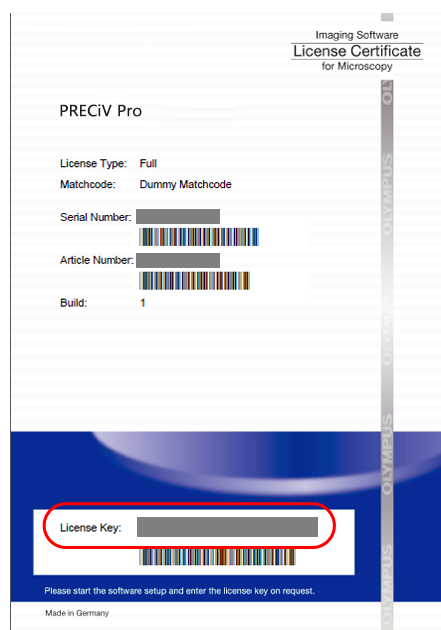 Imaging Software
License Certificate
for Microscopy
PRECiV Pro
License Type: Full
Matchcode: Dummy Matchcode
Serial Number:
Article Number:
Build: 1
License Key:
Please start the software setup and enter the license key on request.
Made in Germany
OLYMPUS
OLYMPUS
OLYMPUS
OLYMPUS